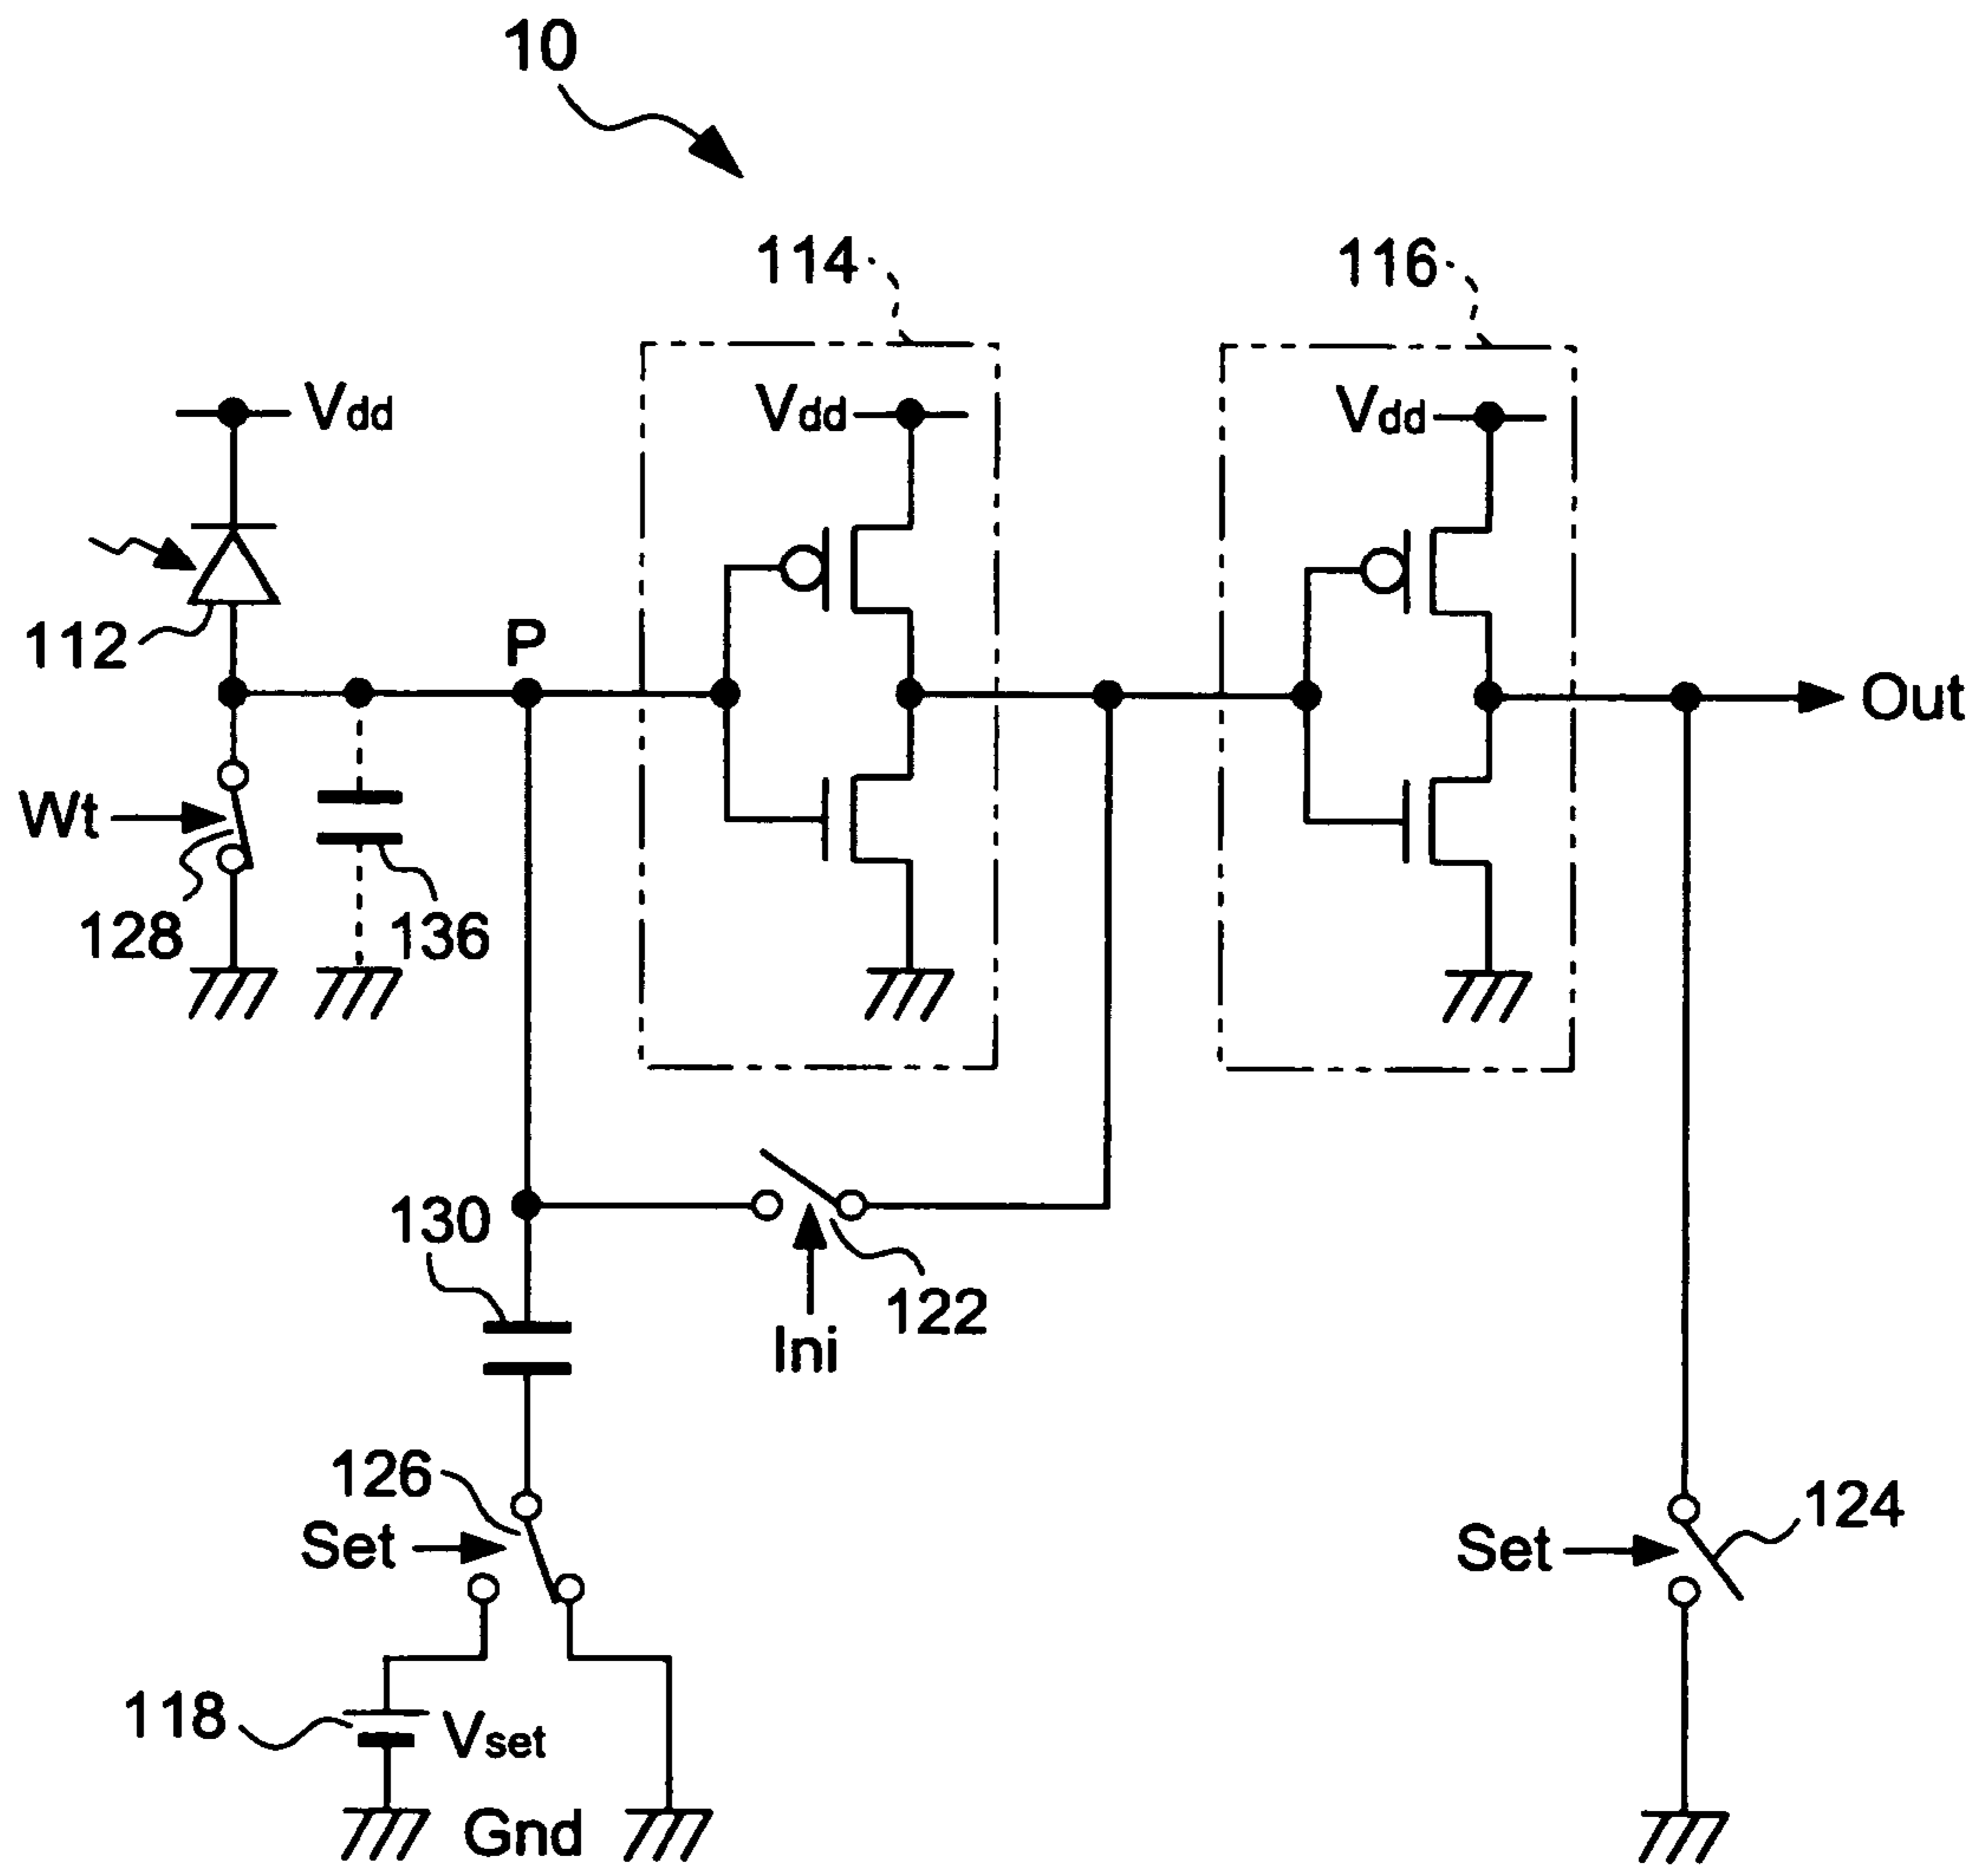 10
114
116
Vdd
Vdd
Vdd
112
P
Out
Wt
128
136
130
122
Ini
126
Set
124
Set
118
Vset
Gnd